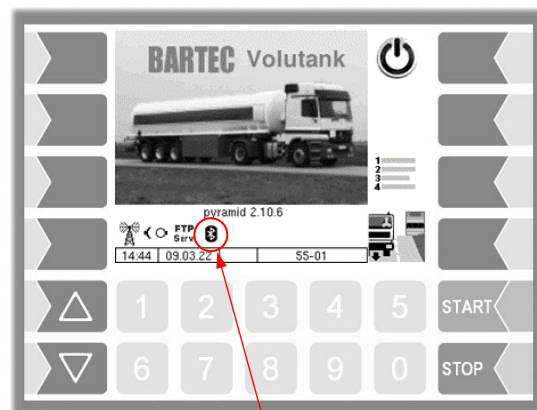 BARTEC Volutank
1
2
3
4
pyramid 2.10.6
FTP
Serv.
14:44 09.03.22 55-01
1 2 3 4 5 START
6 7 8 9 0 STOP